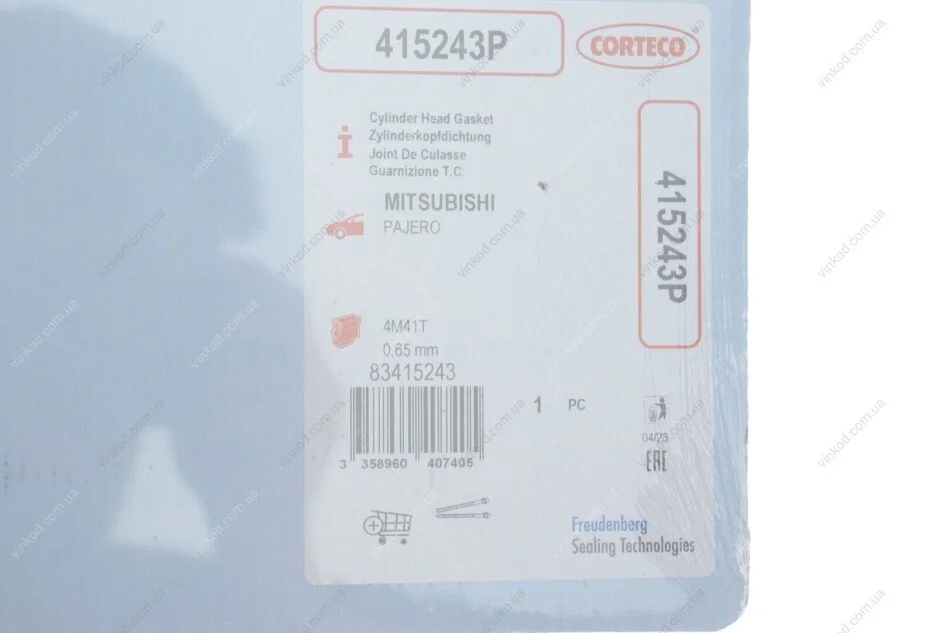 415243P
CORTECO
i
Cylinder Head Gasket
Zylinderkopfdichtung
Joint De Culasse
Guarnizione T.C.
MITSUBISHI
PAJERO
415243P
4M41T
0,65 mm
83415243
1 PC
04/23
EAC
3 358960 407405
Freudenberg
Sealing Technologies
vinkod.com.ua